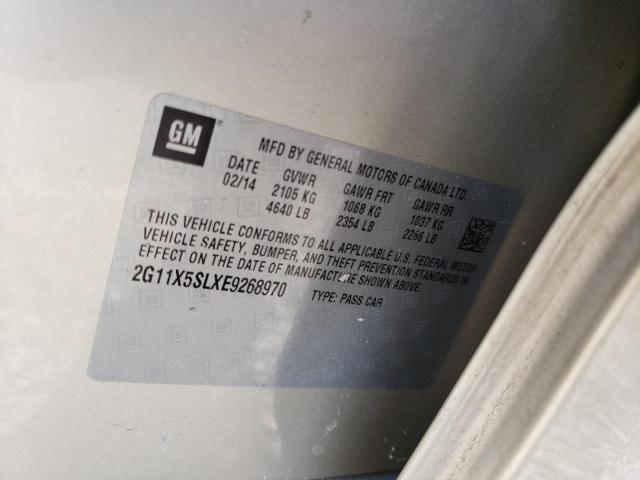 GM
MFD BY GENERAL MOTORS OF CANADA LTD.
DATE GVWR GAWR FRT GAWR RR
02/14 2105 KG 1068 KG 1037 KG
4640 LB 2354 LB 2286 LB
THIS VEHICLE CONFORMS TO ALL APPLICABLE U.S. FEDERAL MOTOR
VEHICLE SAFETY, BUMPER, AND THEFT PREVENTION STANDARDS IN
EFFECT ON THE DATE OF MANUFACTURE SHOWN ABOVE.
2G11X5SLXE9268970 TYPE: PASS CAR